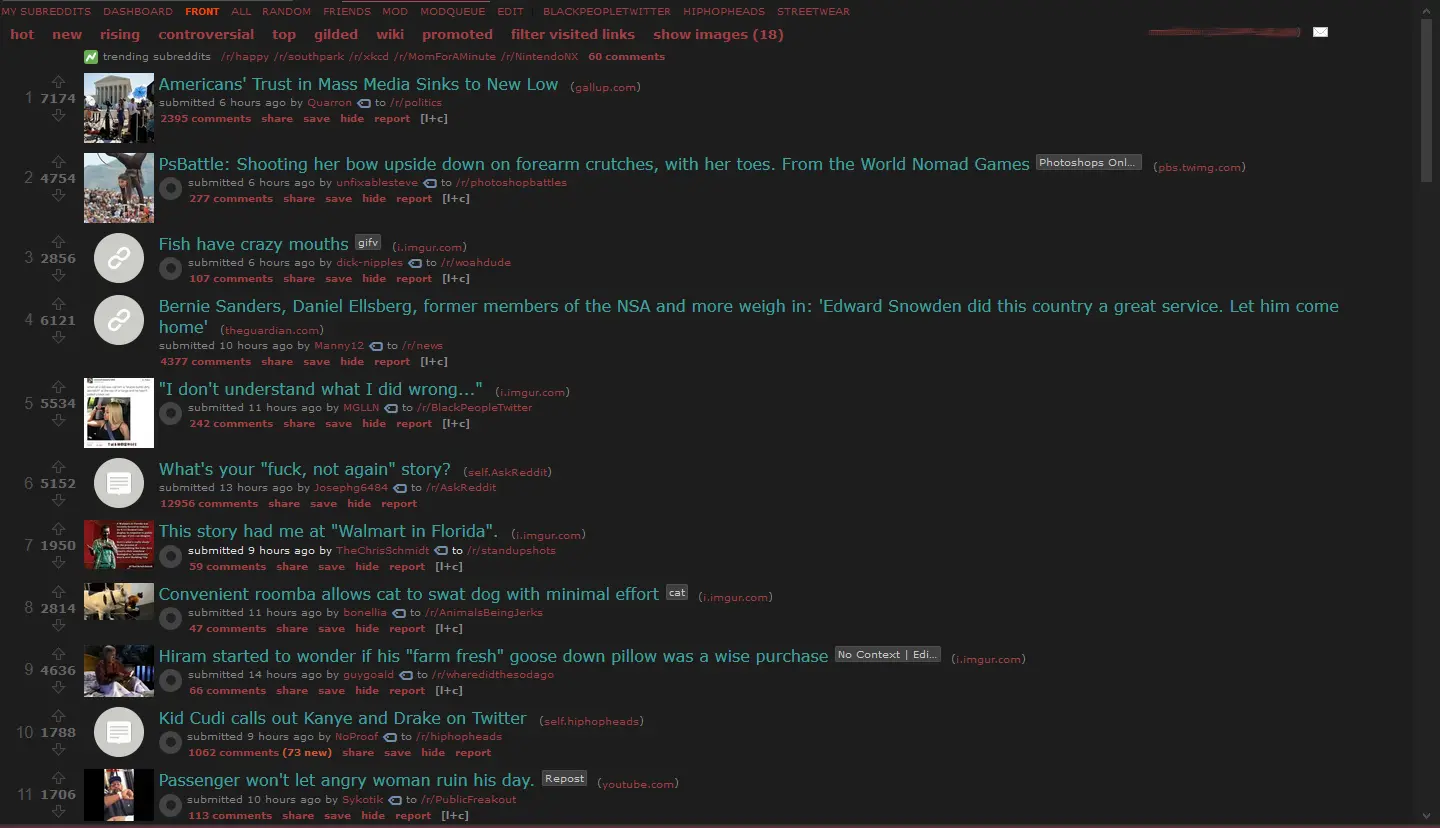 MY SUBREDDITS DASHBOARD FRONT ALL RANDOM FRIENDS MOD MODQUEUE EDIT BLACKPEOPLETWITTER HIPHOPHEADS STREETWEAR
hot new rising controversial top gilded wiki promoted filter visited links show images (18)
trending subreddits /r/happy /r/southpark /r/xkcd /r/MomForAMinute /r/NintendoNX 60 comments
1 7174 Americans' Trust in Mass Media Sinks to New Low (gallup.com)
submitted 6 hours ago by Quarron to /r/politics
2395 comments share save hide report [l+c]
2 4754 PsBattle: Shooting her bow upside down on forearm crutches, with her toes. From the World Nomad Games Photoshops Onl... (pbs.twimg.com)
submitted 6 hours ago by unfixablesteve to /r/photoshopbattles
277 comments share save hide report [l+c]
3 2856 Fish have crazy mouths gifv (i.imgur.com)
submitted 6 hours ago by dick-nipples to /r/woahdude
107 comments share save hide report [l+c]
4 6121 Bernie Sanders, Daniel Ellsberg, former members of the NSA and more weigh in: 'Edward Snowden did this country a great service. Let him come
home' (theguardian.com)
submitted 10 hours ago by Manny12 to /r/news
4377 comments share save hide report [l+c]
5 5534 "I don't understand what I did wrong..." (i.imgur.com)
submitted 11 hours ago by MGLLN to /r/BlackPeopleTwitter
242 comments share save hide report [l+c]
6 5152 What's your "fuck, not again" story? (self.AskReddit)
submitted 13 hours ago by Josephg6484 to /r/AskReddit
12956 comments share save hide report
7 1950 This story had me at "Walmart in Florida". (i.imgur.com)
submitted 9 hours ago by TheChrisSchmidt to /r/standupshots
59 comments share save hide report [l+c]
8 2814 Convenient roomba allows cat to swat dog with minimal effort cat (i.imgur.com)
submitted 11 hours ago by bonellia to /r/AnimalsBeingJerks
47 comments share save hide report [l+c]
9 4636 Hiram started to wonder if his "farm fresh" goose down pillow was a wise purchase No Context | Edi... (i.imgur.com)
submitted 14 hours ago by guygoald to /r/wheredidthesodago
66 comments share save hide report [l+c]
10 1788 Kid Cudi calls out Kanye and Drake on Twitter (self.hiphopheads)
submitted 9 hours ago by NoProof to /r/hiphopheads
1062 comments (73 new) share save hide report
11 1706 Passenger won't let angry woman ruin his day. Repost (youtube.com)
submitted 10 hours ago by Sykotik to /r/PublicFreakout
113 comments share save hide report [l+c]